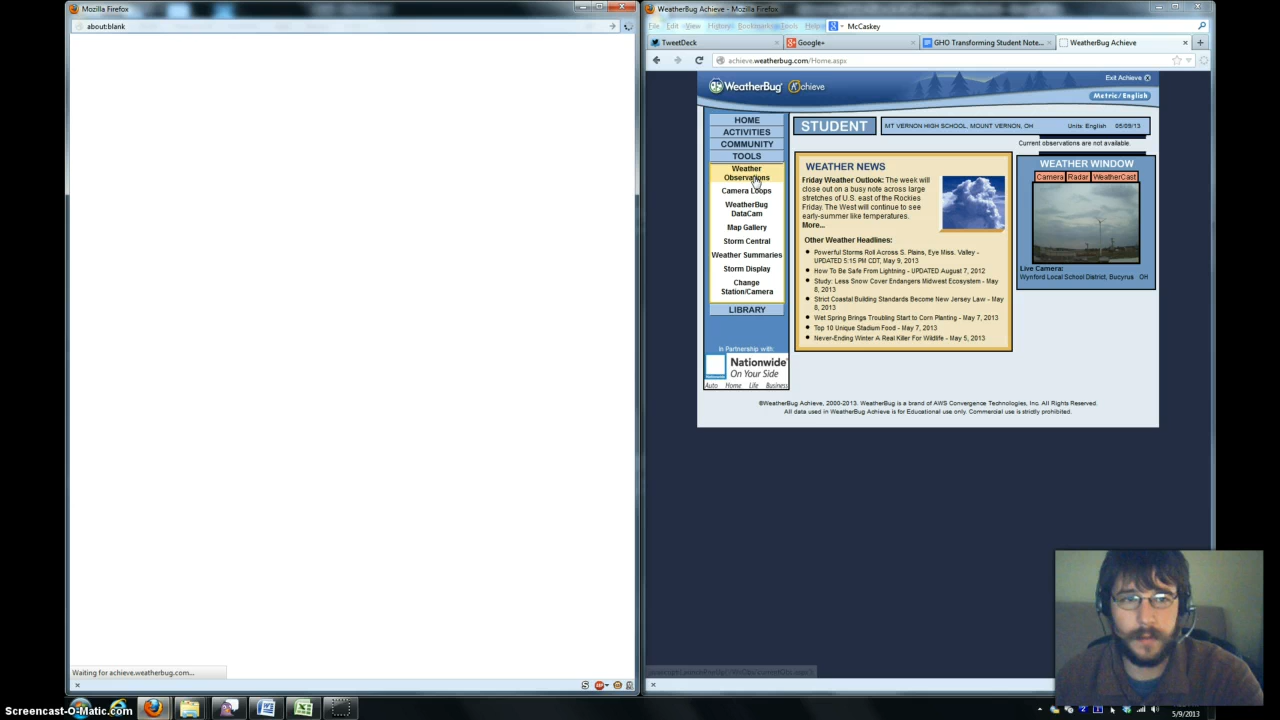 Mozilla Firefox
about:blank
Waiting for achieve.weatherbug.com...
WeatherBug Achieve - Mozilla Firefox
File Edit View History Bookmarks Tools Help
McCaskey
TweetDeck
Google+
GHO Transforming Student Note...
WeatherBug Achieve
achieve.weatherbug.com/Home.aspx
WeatherBug Achieve
Exit Achieve
Metric/English
HOME
ACTIVITIES
COMMUNITY
TOOLS
Weather
Observations
Camera Loops
WeatherBug
DataCam
Map Gallery
Storm Central
Weather Summaries
Storm Display
Change
Station/Camera
LIBRARY
In Partnership with:
Nationwide
On Your Side
Auto Home Life Business
STUDENT
MT VERNON HIGH SCHOOL, MOUNT VERNON, OH Units English 05/09/13
Current observations are not available.
WEATHER NEWS
Friday Weather Outlook: The week will
close out on a busy note across large
stretches of U.S. east of the Rockies
Friday. The West will continue to see
early-summer like temperatures.
More...
Other Weather Headlines:
Powerful Storms Roll Across S. Plains, Eye Miss. Valley -
UPDATED 5:15 PM CDT, May 9, 2013
How To Be Safe From Lightning - UPDATED August 7, 2012
Study: Less Snow Cover Endangers Midwest Ecosystem - May
8, 2013
Strict Coastal Building Standards Become New Jersey Law - May
8, 2013
Wet Spring Brings Troubling Start to Corn Planting - May 7, 2013
Top 10 Unique Stadium Food - May 7, 2013
Never-Ending Winter A Real Killer For Wildlife - May 5, 2013
WEATHER WINDOW
Camera Radar WeatherCast
Live Camera:
Wynford Local School District, Bucyrus OH
©WeatherBug Achieve, 2000-2013. WeatherBug is a brand of AWS Convergence Technologies, Inc. All Rights Reserved.
All data used in WeatherBug Achieve is for Educational use only. Commercial use is strictly prohibited.
Screencast-O-Matic.com
5/9/2013